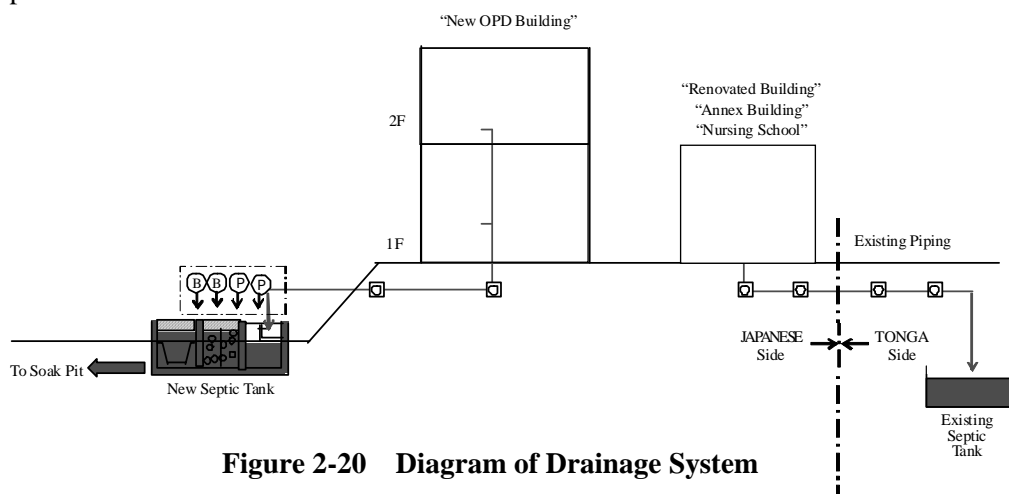 “New OPD Building”
“Renovated Building”
“Annex Building”
“Nursing School”
2F
1F
Existing Piping
B B P P
JAPANESE
Side
TONGA
Side
To Soak Pit
New Septic Tank
Existing
Septic
Tank
Figure 2-20 Diagram of Drainage System